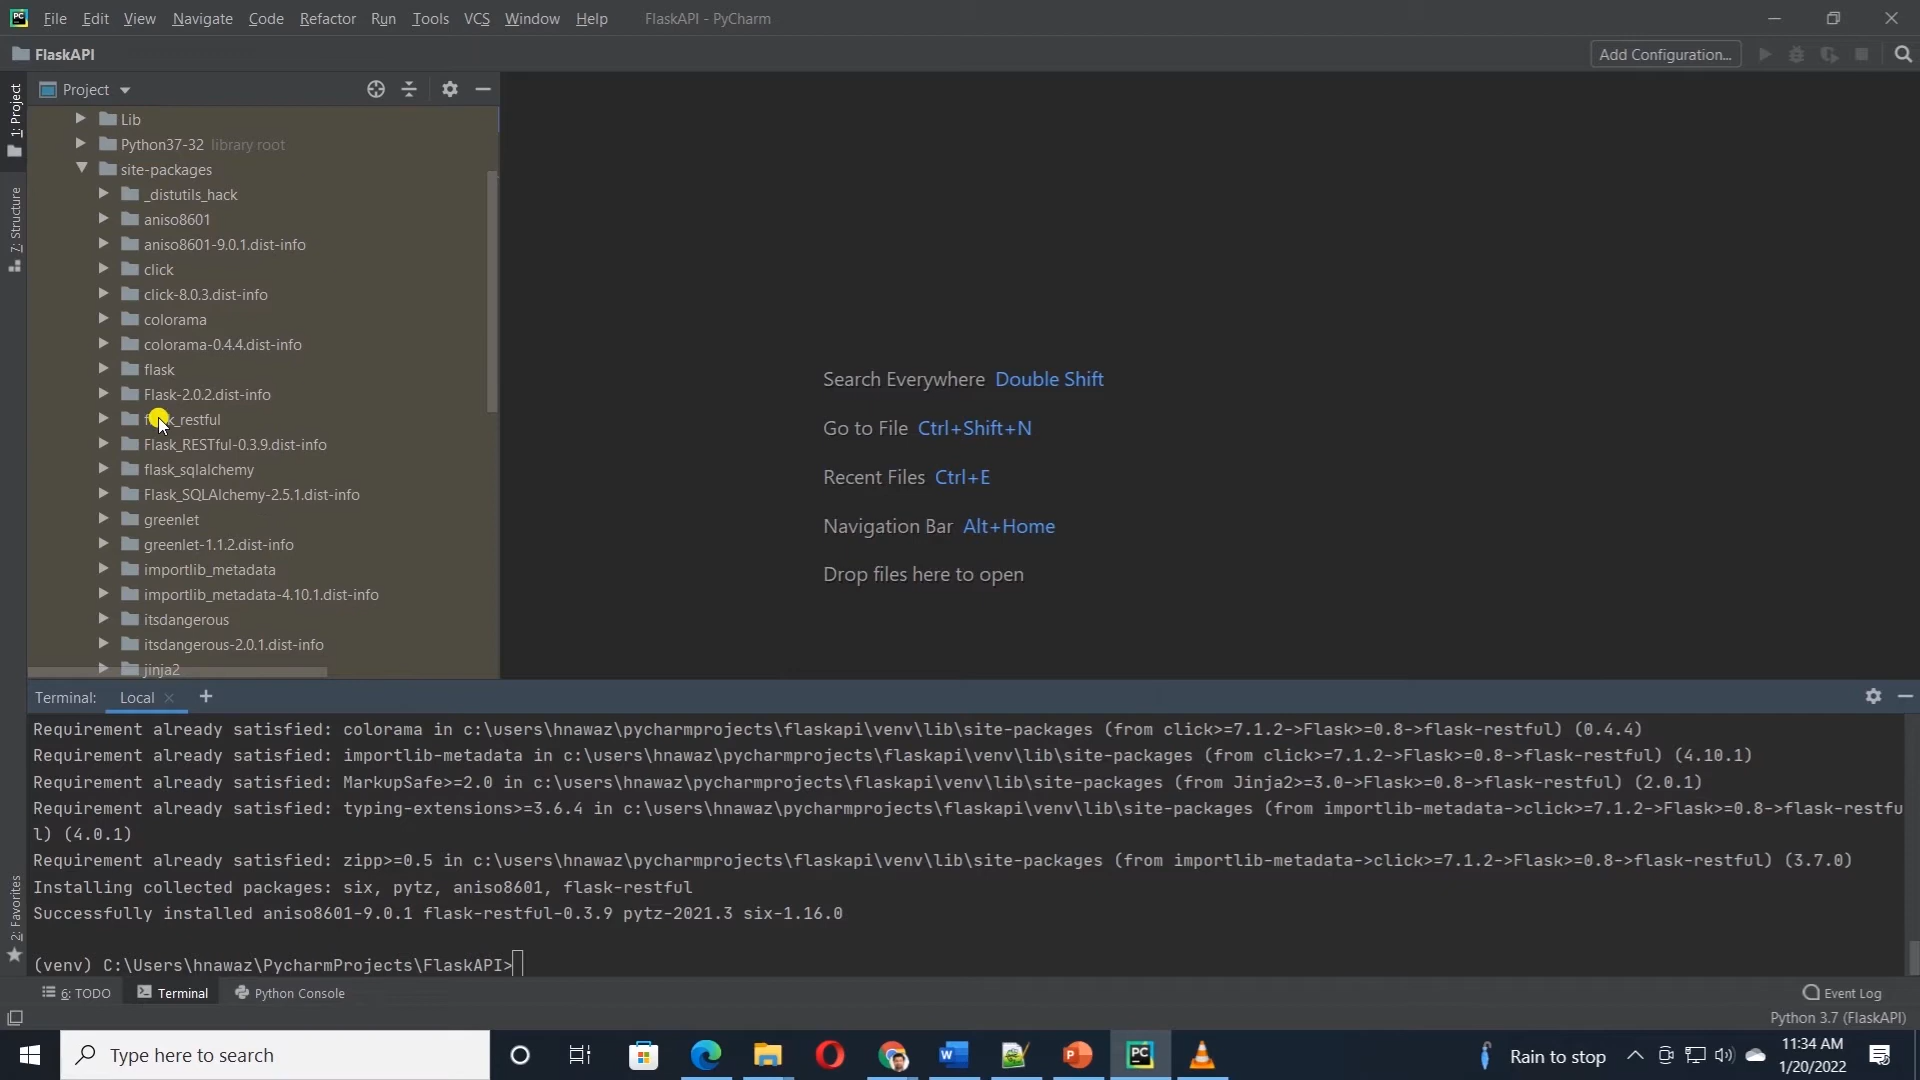 File Edit View Navigate Code Refactor Run Tools VCS Window Help FlaskAPI - PyCharm
FlaskAPI Add Configuration...
Project
1: Project
7: Structure
2: Favorites
Lib
Python37-32 library root
site-packages
_distutils_hack
aniso8601
aniso8601-9.0.1.dist-info
click
click-8.0.3.dist-info
colorama
colorama-0.4.4.dist-info
flask
Flask-2.0.2.dist-info
flask_restful
Flask_RESTful-0.3.9.dist-info
flask_sqlalchemy
Flask_SQLAlchemy-2.5.1.dist-info
greenlet
greenlet-1.1.2.dist-info
importlib_metadata
importlib_metadata-4.10.1.dist-info
itsdangerous
itsdangerous-2.0.1.dist-info
jinja2
Search Everywhere Double Shift
Go to File Ctrl+Shift+N
Recent Files Ctrl+E
Navigation Bar Alt+Home
Drop files here to open
Terminal: Local × +
Requirement already satisfied: colorama in c:\users\hnawaz\pycharmprojects\flaskapi\venv\lib\site-packages (from click>=7.1.2->Flask>=0.8->flask-restful) (0.4.4)
Requirement already satisfied: importlib-metadata in c:\users\hnawaz\pycharmprojects\flaskapi\venv\lib\site-packages (from click>=7.1.2->Flask>=0.8->flask-restful) (4.10.1)
Requirement already satisfied: MarkupSafe>=2.0 in c:\users\hnawaz\pycharmprojects\flaskapi\venv\lib\site-packages (from Jinja2>=3.0->Flask>=0.8->flask-restful) (2.0.1)
Requirement already satisfied: typing-extensions>=3.6.4 in c:\users\hnawaz\pycharmprojects\flaskapi\venv\lib\site-packages (from importlib-metadata->click>=7.1.2->Flask>=0.8->flask-restfu
l) (4.0.1)
Requirement already satisfied: zipp>=0.5 in c:\users\hnawaz\pycharmprojects\flaskapi\venv\lib\site-packages (from importlib-metadata->click>=7.1.2->Flask>=0.8->flask-restful) (3.7.0)
Installing collected packages: six, pytz, aniso8601, flask-restful
Successfully installed aniso8601-9.0.1 flask-restful-0.3.9 pytz-2021.3 six-1.16.0
(venv) C:\Users\hnawaz\PycharmProjects\FlaskAPI>
6: TODO Terminal Python Console Event Log
Python 3.7 (FlaskAPI)
Type here to search Rain to stop 11:34 AM
1/20/2022